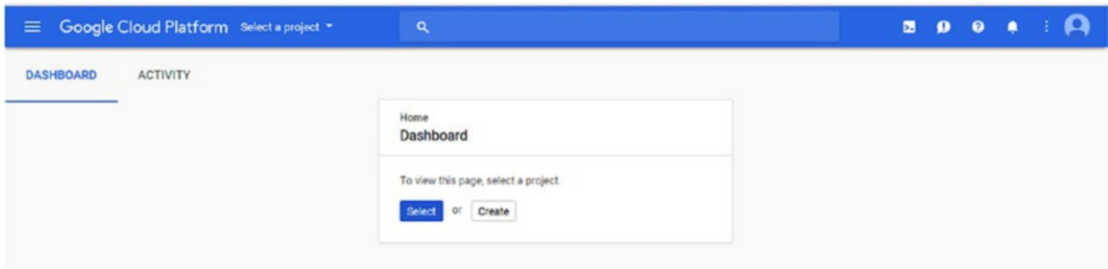 Google Cloud Platform Select a project
DASHBOARD ACTIVITY
Home
Dashboard
To view this page, select a project.
Select or Create